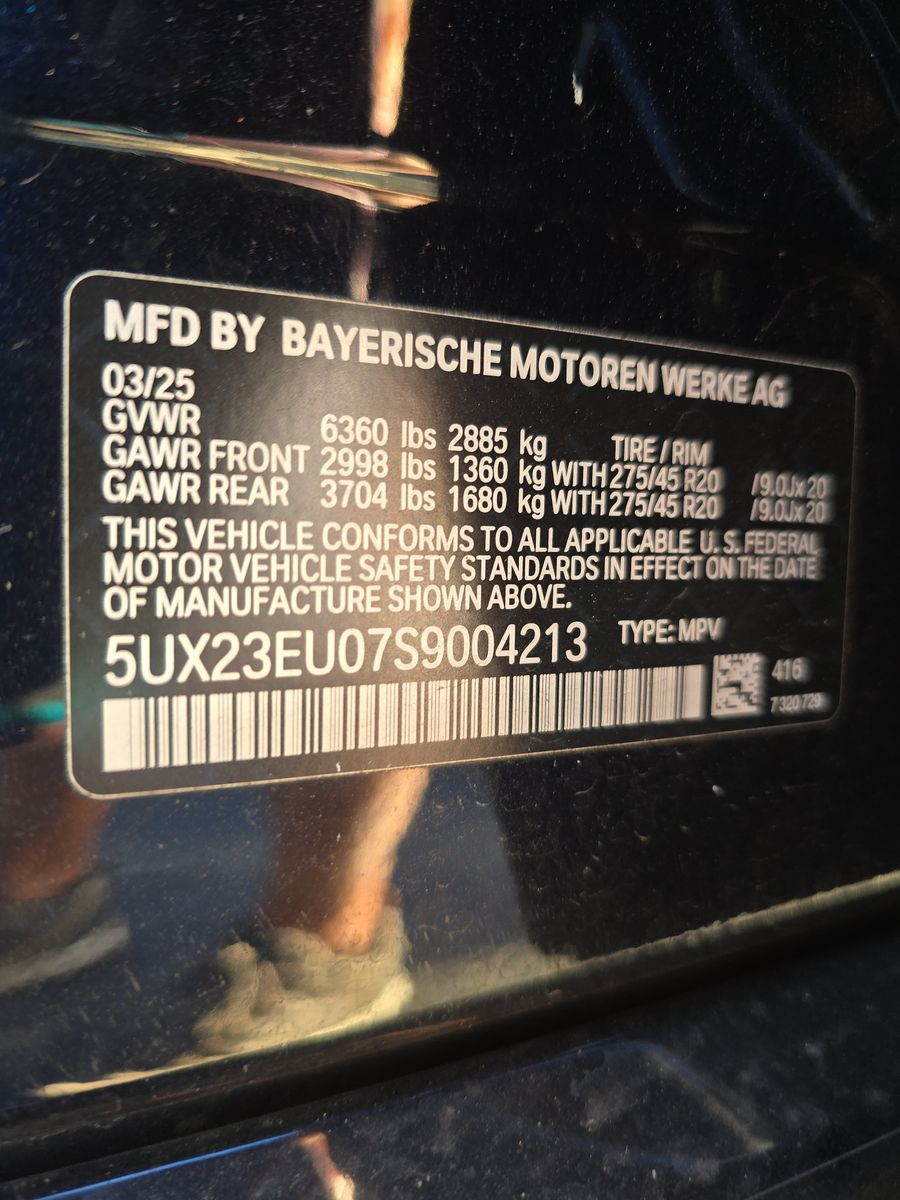 MFD BY BAYERISCHE MOTOREN WERKE AG
03/25
GVWR 6360 lbs 2885 kg TIRE / RIM
GAWR FRONT 2998 lbs 1360 kg WITH 275/45 R20 /9.0Jx20
GAWR REAR 3704 lbs 1680 kg WITH 275/45 R20 /9.0Jx20
THIS VEHICLE CONFORMS TO ALL APPLICABLE U.S. FEDERAL
MOTOR VEHICLE SAFETY STANDARDS IN EFFECT ON THE DATE
OF MANUFACTURE SHOWN ABOVE.
5UX23EU07S9004213 TYPE: MPV
416
7320729